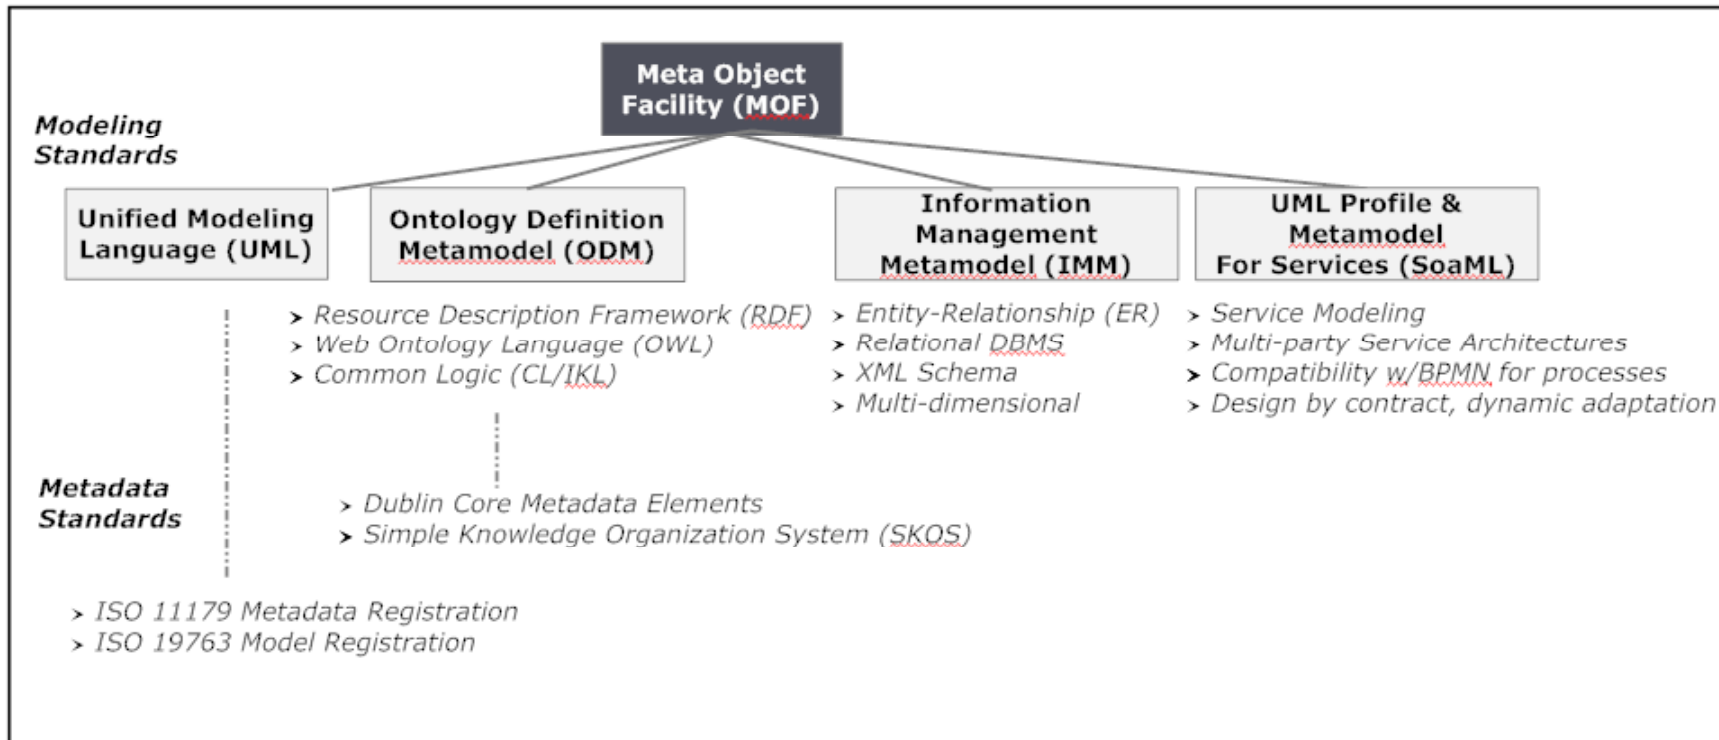 Meta Object
Facility (MOF)
Modeling
Standards
Unified Modeling
Language (UML)
Ontology Definition
Metamodel (ODM)
Information
Management
Metamodel (IMM)
UML Profile &
Metamodel
For Services (SoaML)
➤ Resource Description Framework (RDF)
➤ Web Ontology Language (OWL)
➤ Common Logic (CL/IKL)
➤ Entity-Relationship (ER)
➤ Relational DBMS
➤ XML Schema
➤ Multi-dimensional
➤ Service Modeling
➤ Multi-party Service Architectures
➤ Compatibility w/BPMN for processes
➤ Design by contract, dynamic adaptation
Metadata
Standards
➤ Dublin Core Metadata Elements
➤ Simple Knowledge Organization System (SKOS)
➤ ISO 11179 Metadata Registration
➤ ISO 19763 Model Registration